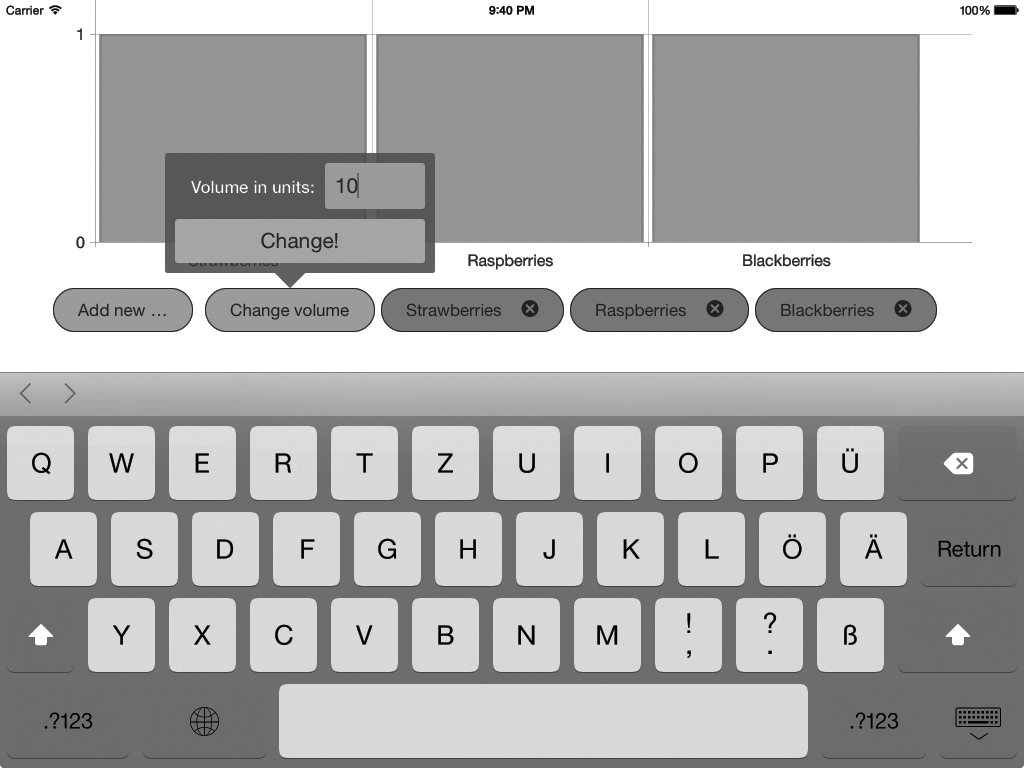 Carrier 9:40 PM 100%
1
Volume in units: 10
Change!
0
Strawberries Raspberries Blackberries
Add new … Change volume Strawberries Raspberries Blackberries
Q W E R T Z U I O P Ü
A S D F G H J K L Ö Ä Return
Y X C V B N M ! , ? . ß
.?123 .?123